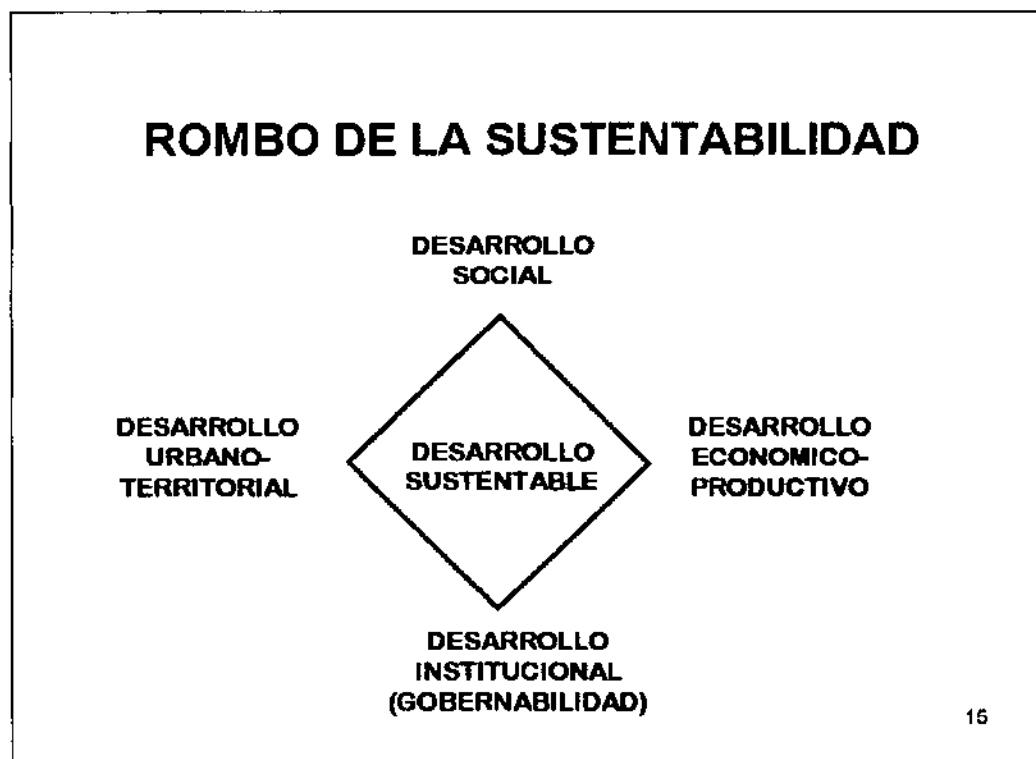 ROMBO DE LA SUSTENTABILIDAD
DESARROLLO
SOCIAL
DESARROLLO
URBANO-
TERRITORIAL
DESARROLLO
SUSTENTABLE
DESARROLLO
ECONOMICO-
PRODUCTIVO
DESARROLLO
INSTITUCIONAL
(GOBERNABILIDAD)
15